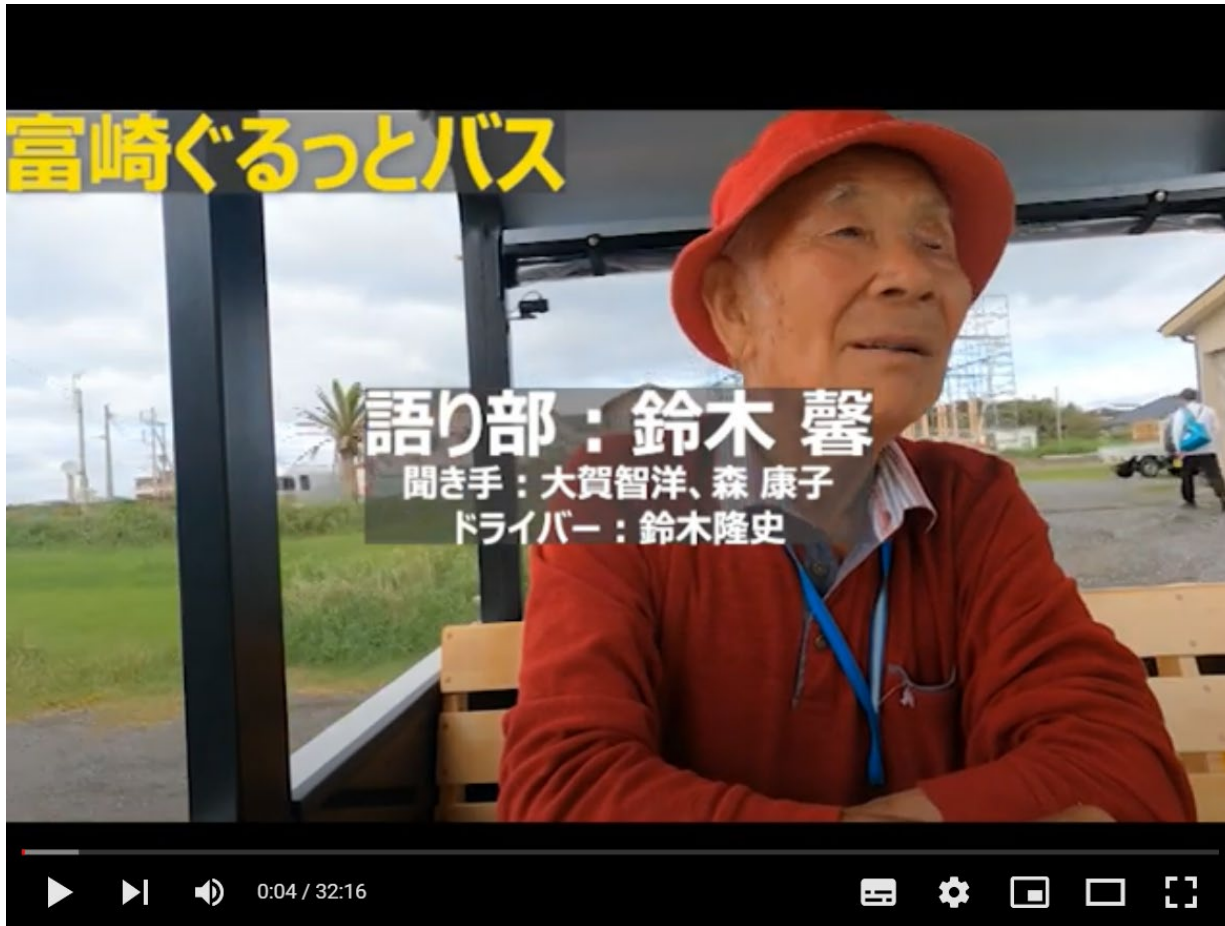 富崎ぐるっとバス
語り部：鈴木 馨
聞き手：大賀智洋、森 康子
ドライバー：鈴木隆史
0:04 / 32:16